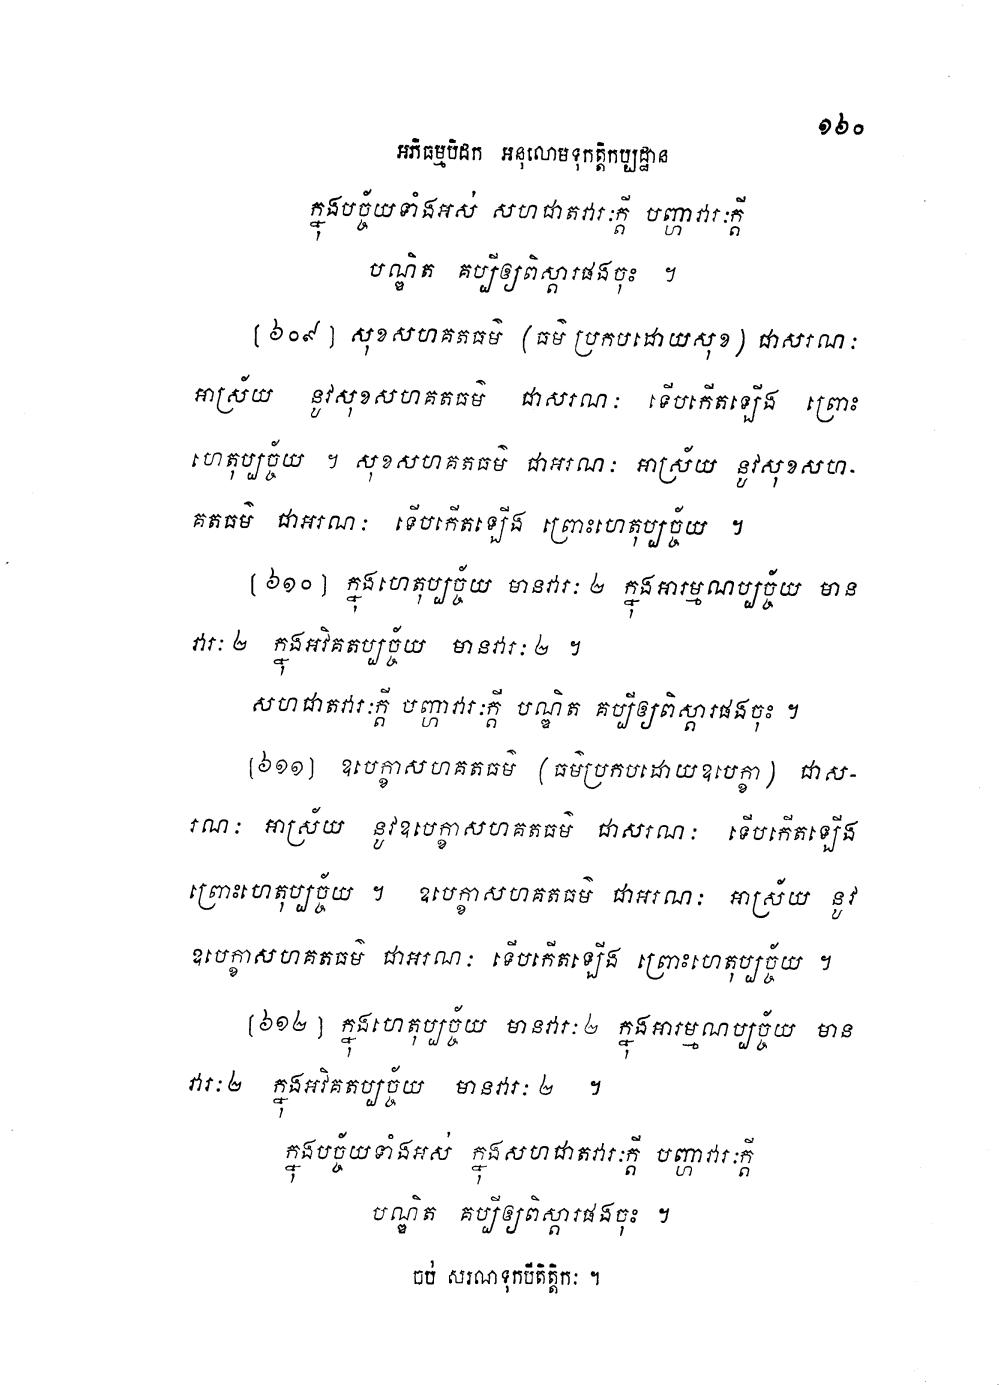 ១៦០
អភិធម្មបិដក អនុលោមទុកត្តិកប្បដ្ឋាន
ក្នុងបច្ច័យទាំងអស់ សហជាតវារៈក្តី បញ្ហាវារៈក្តី
បណ្ឌិត គប្បីឲ្យពិស្តារផងចុះ ។
[៦០៩] សុខសហគតធម៌ (ធម៌ប្រកបដោយសុខ) ជាសរណៈ
អាស្រ័យ នូវសុខសហគតធម៌ ជាសរណៈ ទើបកើតឡើង ព្រោះ
ហេតុប្បច្ច័យ ។ សុខសហគតធម៌ ជាអរណៈ អាស្រ័យ នូវសុខសហ-
គតធម៌ ជាអរណៈ ទើបកើតឡើង ព្រោះហេតុប្បច្ច័យ ។
[៦១០] ក្នុងហេតុប្បច្ច័យ មានវារៈ ២ ក្នុងអារម្មណប្បច្ច័យ មាន
វារៈ ២ ក្នុងអវិគតប្បច្ច័យ មានវារៈ ២ ។
សហជាតវារៈក្តី បញ្ហាវារៈក្តី បណ្ឌិត គប្បីឲ្យពិស្តារផងចុះ ។
[៦១១] ឧបេក្ខាសហគតធម៌ (ធម៌ប្រកបដោយឧបេក្ខា) ជាស-
រណៈ អាស្រ័យ នូវឧបេក្ខាសហគតធម៌ ជាសរណៈ ទើបកើតឡើង
ព្រោះហេតុប្បច្ច័យ ។ ឧបេក្ខាសហគតធម៌ ជាអរណៈ អាស្រ័យ នូវ
ឧបេក្ខាសហគតធម៌ ជាអរណៈ ទើបកើតឡើង ព្រោះហេតុប្បច្ច័យ ។
[៦១២] ក្នុងហេតុប្បច្ច័យ មានវារៈ ២ ក្នុងអារម្មណប្បច្ច័យ មាន
វារៈ ២ ក្នុងអវិគតប្បច្ច័យ មានវារៈ ២ ។
ក្នុងបច្ច័យទាំងអស់ ក្នុងសហជាតវារៈក្តី បញ្ហាវារៈក្តី
បណ្ឌិត គប្បីឲ្យពិស្តារផងចុះ ។
ចប់ សរណទុកបីតិត្តិកៈ ។